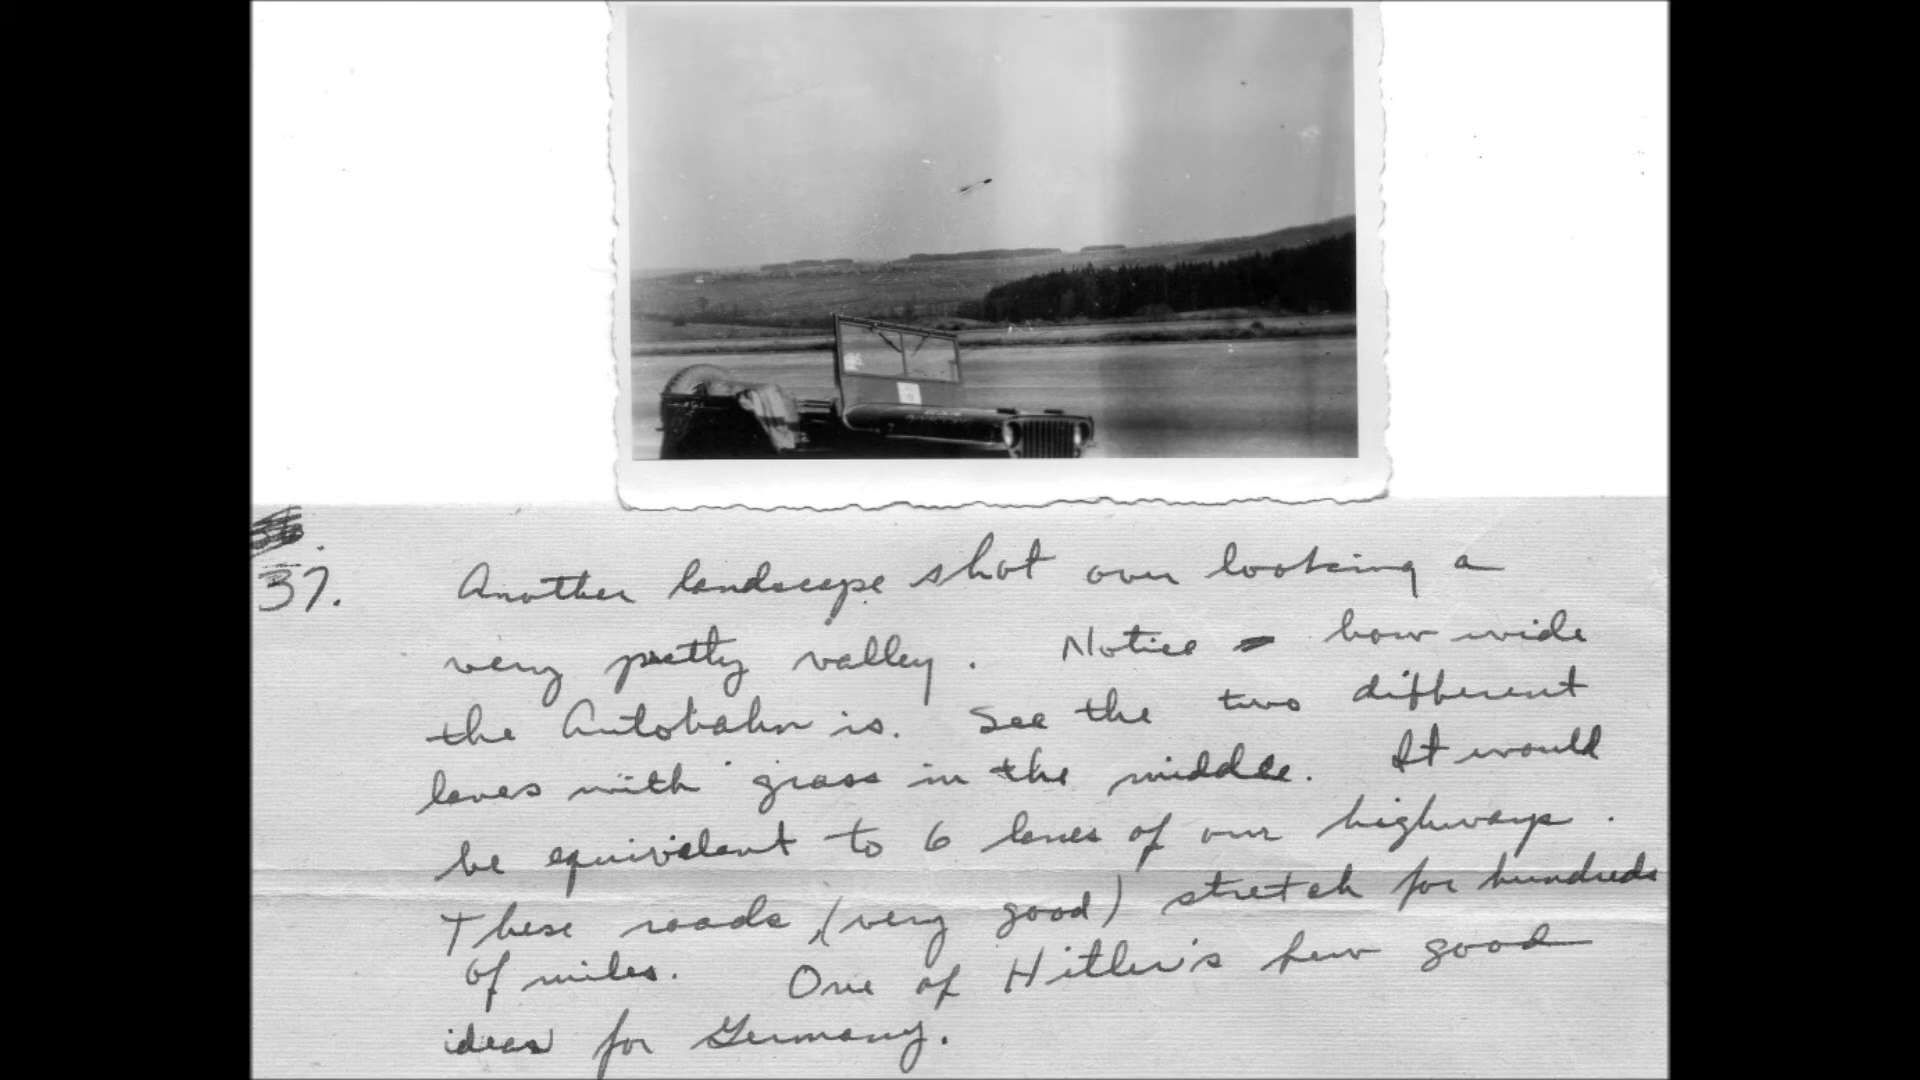 37.
Another landscape shot over looking a
very pretty valley. Notice how wide
the Autobahn is. See the two different
lanes with grass in the middle. It would
be equivalent to 6 lanes of our highways.
These roads, (very good) stretch for hundreds
of miles. One of Hitler's few good
ideas for Germany.